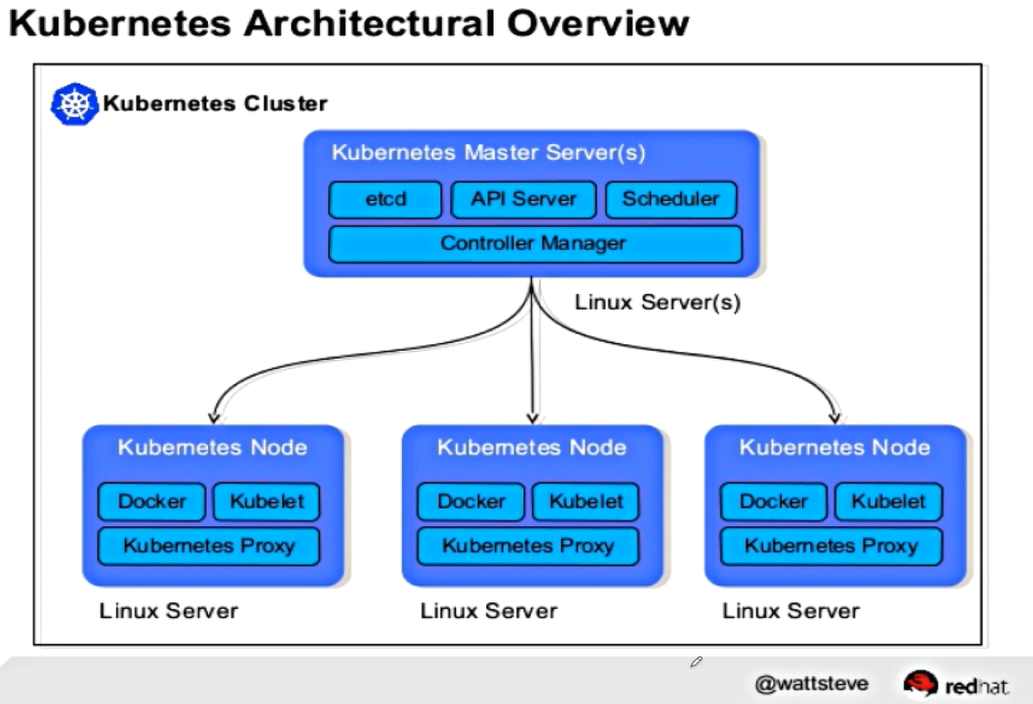 Kubernetes Architectural Overview
Kubernetes Cluster
Kubernetes Master Server(s)
etcd API Server Scheduler
Controller Manager
Linux Server(s)
Kubernetes Node Kubernetes Node Kubernetes Node
Docker Kubelet Docker Kubelet Docker Kubelet
Kubernetes Proxy Kubernetes Proxy Kubernetes Proxy
Linux Server Linux Server Linux Server
@wattsteve redhat